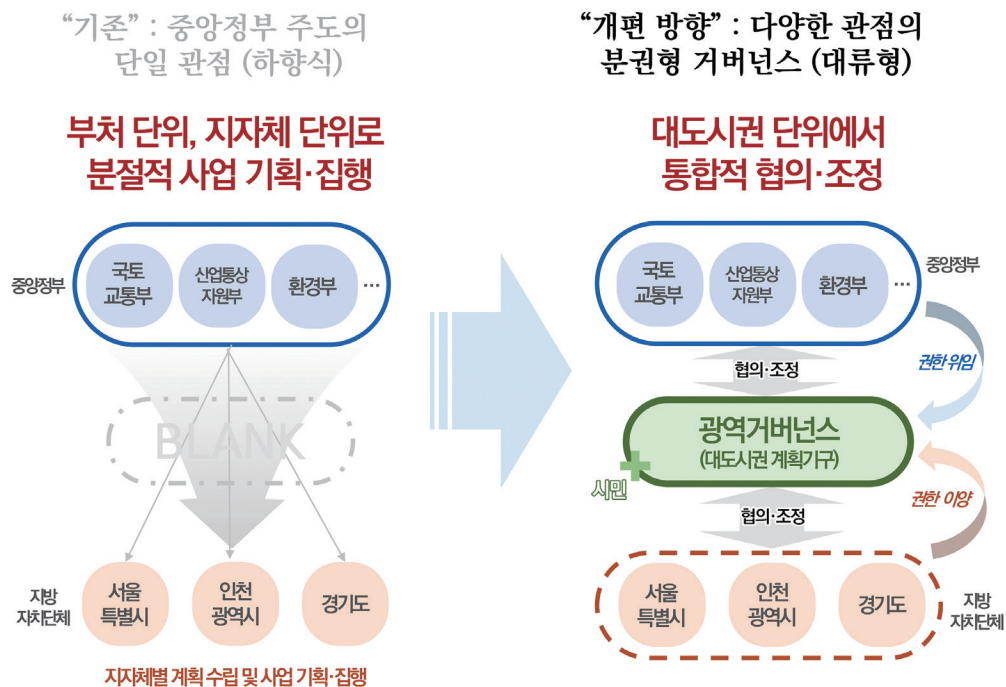 “기존” : 중앙정부 주도의
단일 관점 (하향식)
부처 단위, 지자체 단위로
분절적 사업 기획·집행
중앙정부
국토
교통부
산업통상
자원부
환경부
...
BLANK
지방
자치단체
서울
특별시
인천
광역시
경기도
지자체별 계획 수립 및 사업 기획·집행
“개편 방향” : 다양한 관점의
분권형 거버넌스 (대류형)
대도시권 단위에서
통합적 협의·조정
국토
교통부
산업통상
자원부
환경부
...
중앙정부
협의·조정
권한 위임
광역거버넌스
(대도시권 계획기구)
시민
협의·조정
권한 이양
서울
특별시
인천
광역시
경기도
지방
자치단체